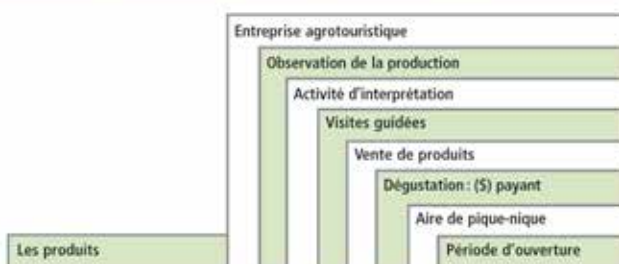 Entreprise agrotouristique
Observation de la production
Activité d'interprétation
Visites guidées
Vente de produits
Dégustation : ($) payant
Aire de pique-nique
Les produits
Période d'ouverture